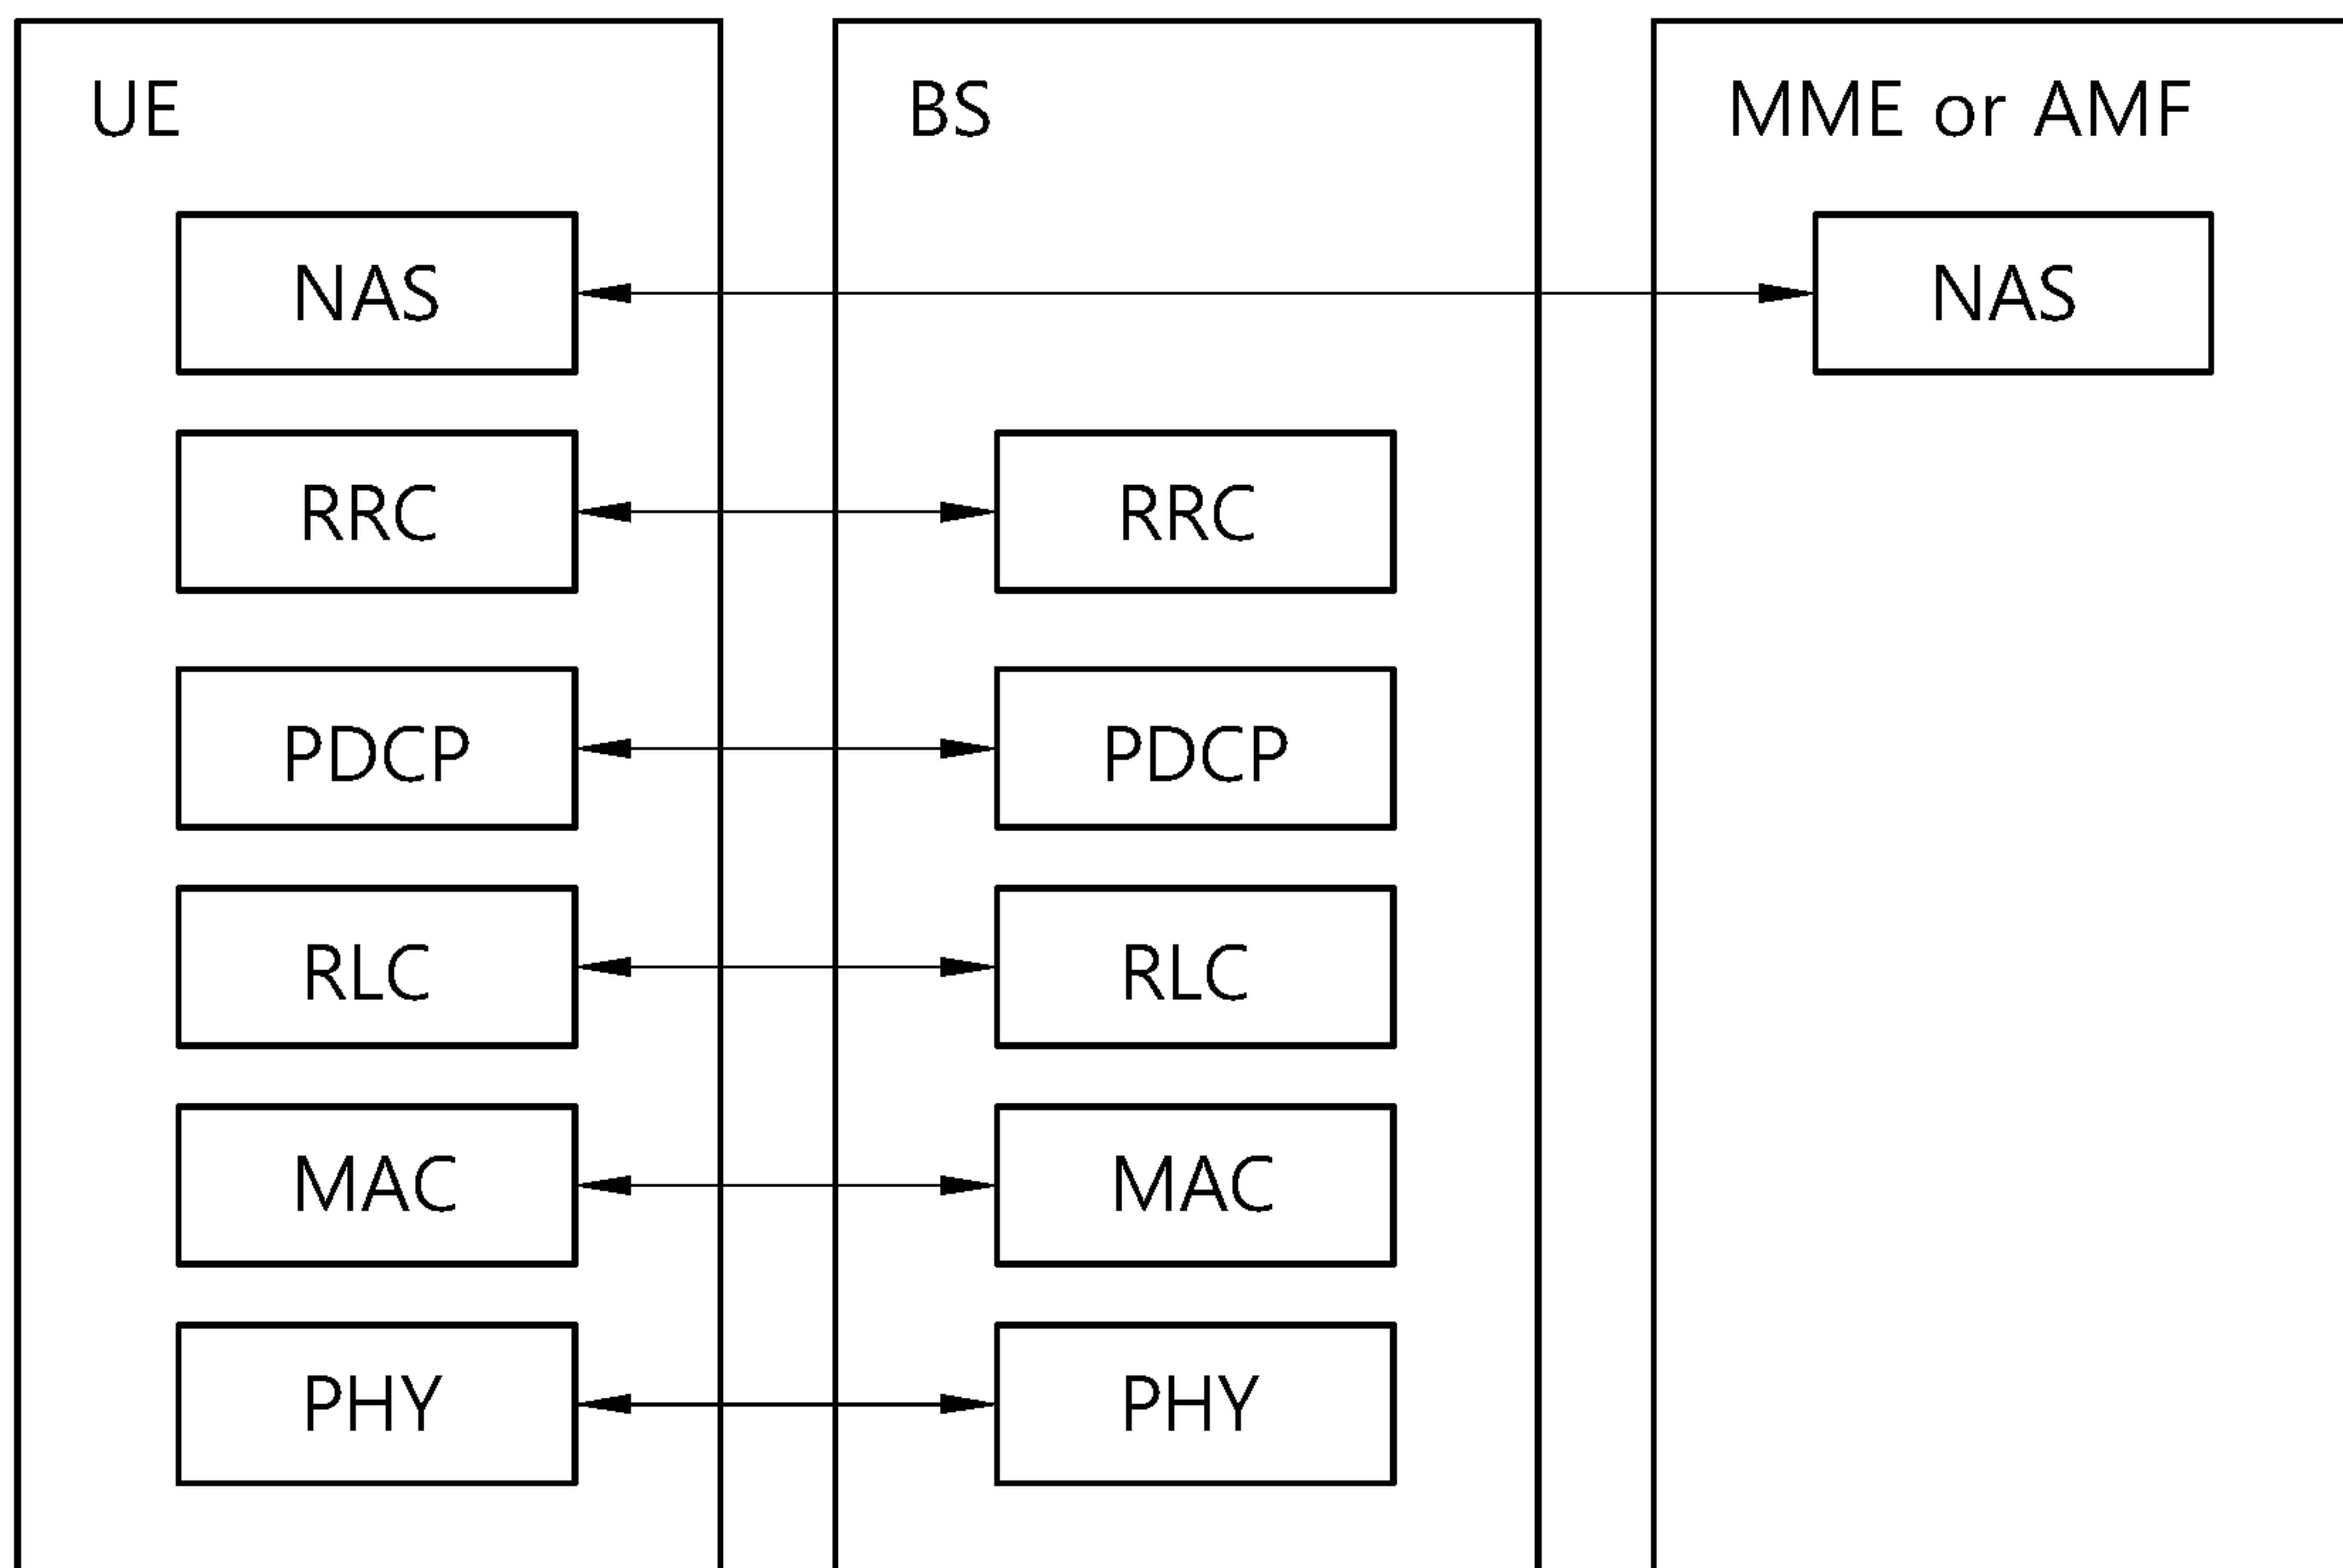 UE
BS
MME or AMF
NAS
NAS
RRC
RRC
PDCP
PDCP
RLC
RLC
MAC
MAC
PHY
PHY